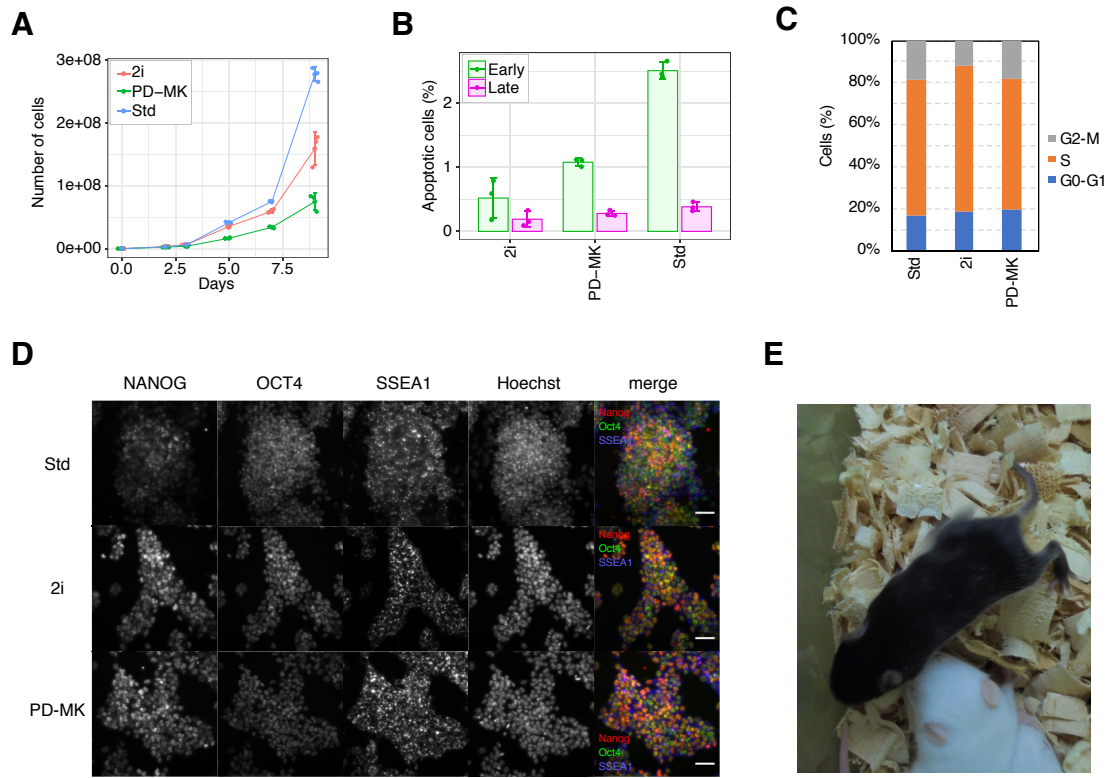 A
3e+08
2e+08
1e+08
0e+00
Number of cells
2i
PD−MK
Std
0.0 2.5 5.0 7.5
Days
B
2
1
0
Apoptotic cells (%)
Early
Late
2i PD−MK Std
C
100%
80%
60%
40%
20%
0%
Cells (%)
Std 2i PD-MK
G2-M
S
G0-G1
D
NANOG OCT4 SSEA1 Hoechst merge
Std
Nanog
Oct4
SSEA1
2i
Nanog
Oct4
SSEA1
PD-MK
Nanog
Oct4
SSEA1
E